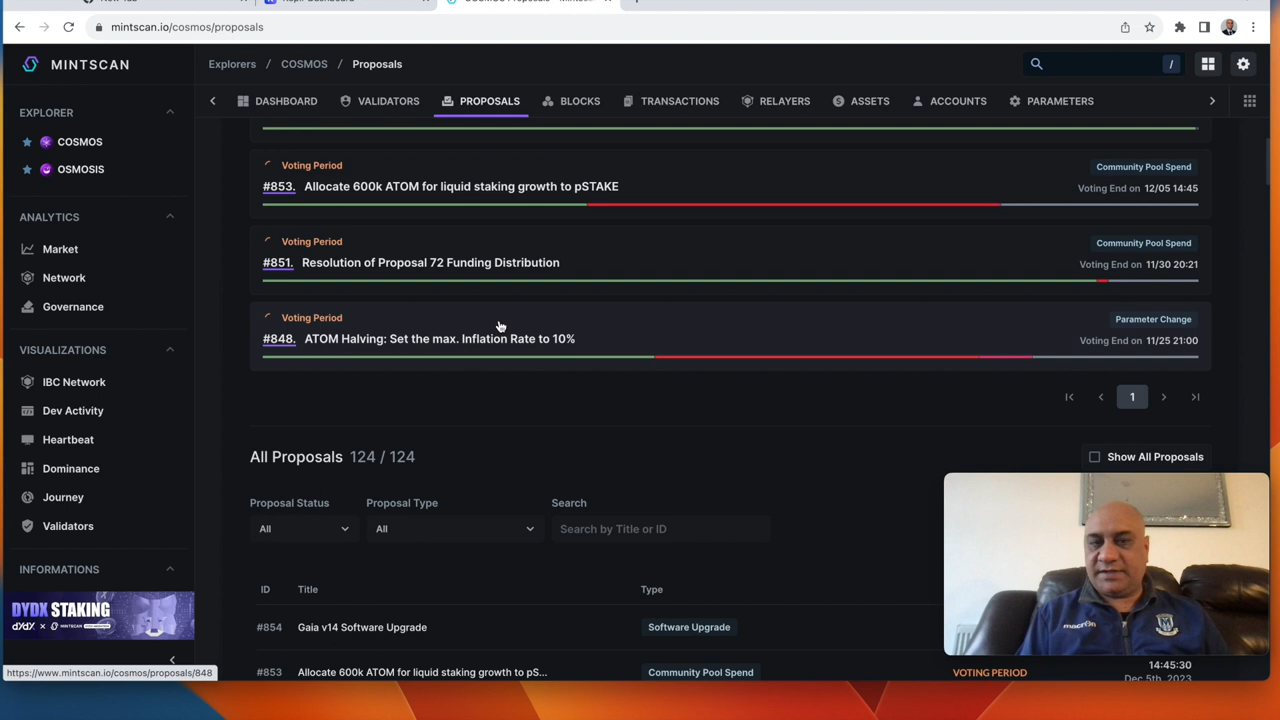 New Tab
COSMOS Proposals - Mintscan
mintscan.io/cosmos/proposals
MINTSCAN
Explorers / COSMOS / Proposals
/
EXPLORER
COSMOS
OSMOSIS
ANALYTICS
Market
Network
Governance
VISUALIZATIONS
IBC Network
Dev Activity
Heartbeat
Dominance
Journey
Validators
INFORMATIONS
DYDX STAKING
dYdX × MINTSCAN
https://www.mintscan.io/cosmos/proposals/848
DASHBOARD VALIDATORS PROPOSALS BLOCKS TRANSACTIONS RELAYERS ASSETS ACCOUNTS PARAMETERS
Voting Period
Community Pool Spend
#853. Allocate 600k ATOM for liquid staking growth to pSTAKE
Voting End on 12/05 14:45
Voting Period
Community Pool Spend
#851. Resolution of Proposal 72 Funding Distribution
Voting End on 11/30 20:21
Voting Period
Parameter Change
#848. ATOM Halving: Set the max. Inflation Rate to 10%
Voting End on 11/25 21:00
1
All Proposals 124 / 124
Show All Proposals
Proposal Status Proposal Type Search
All All Search by Title or ID
ID Title Type
#854 Gaia v14 Software Upgrade Software Upgrade
#853 Allocate 600k ATOM for liquid staking growth to pS... Community Pool Spend VOTING PERIOD
14:45:30
Dec 5th, 2023
macron